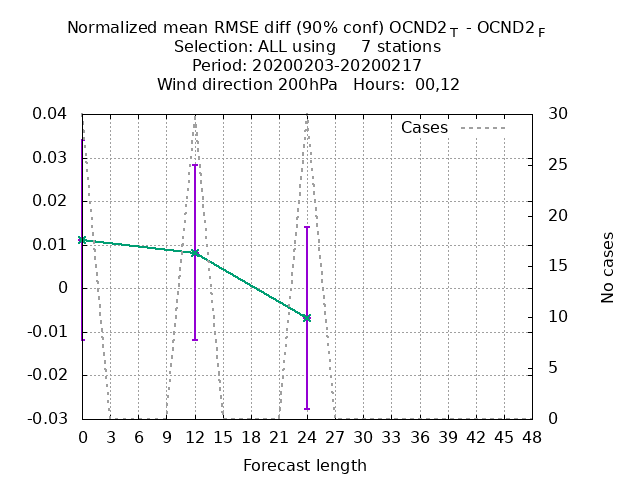 Normalized mean RMSE diff (90% conf) OCND2 T - OCND2 F
Selection: ALL using 7 stations
Period: 20200203-20200217
Wind direction 200hPa Hours: 00,12
Cases
0.04
0.03
0.02
0.01
0
-0.01
-0.02
-0.03
30
25
20
15
10
5
0
No cases
0 3 6 9 12 15 18 21 24 27 30 33 36 39 42 45 48
Forecast length